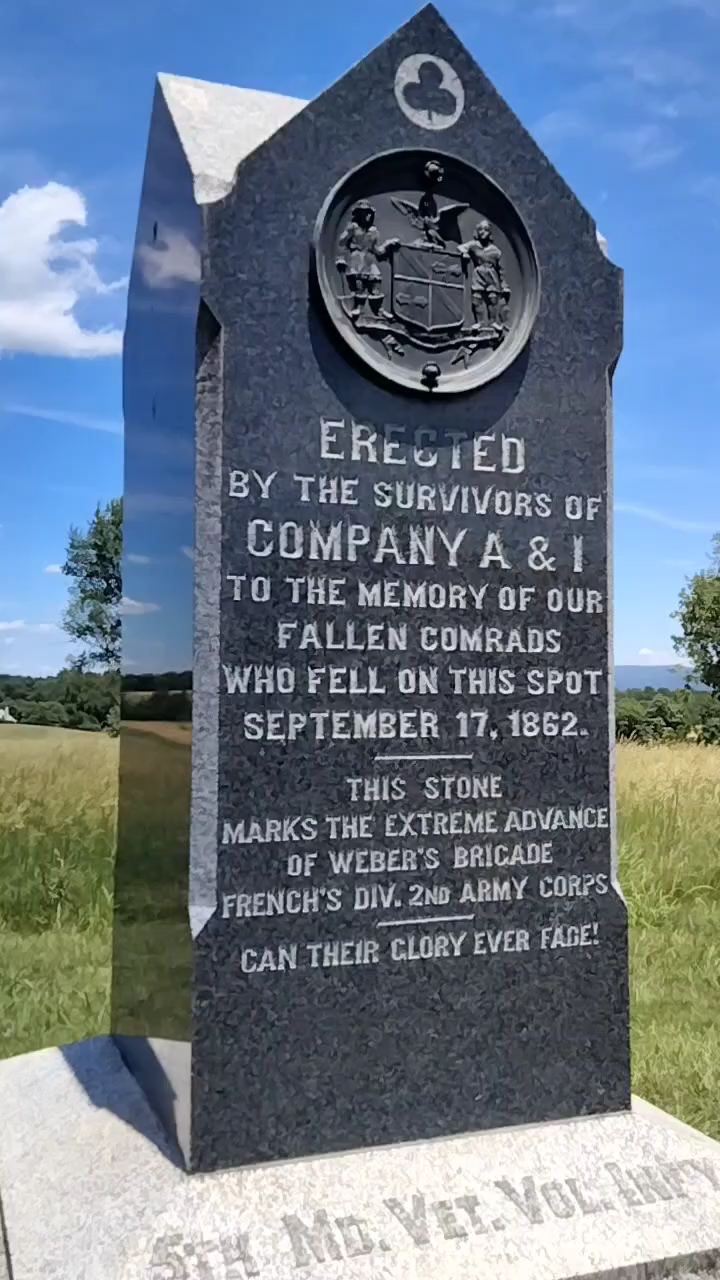 ERECTED
BY THE SURVIVORS OF
COMPANY A & I
TO THE MEMORY OF OUR
FALLEN COMRADS
WHO FELL ON THIS SPOT
SEPTEMBER 17, 1862.
THIS STONE
MARKS THE EXTREME ADVANCE
OF WEBER'S BRIGADE
FRENCH'S DIV. 2ND ARMY CORPS
CAN THEIR GLORY EVER FADE!
5TH MD. VET. VOL. INFY